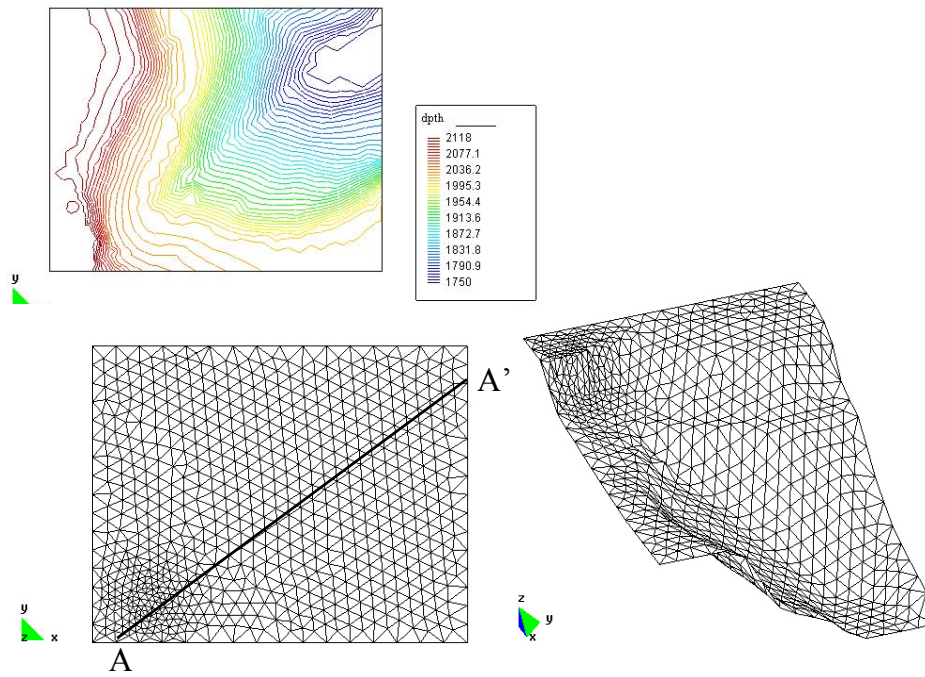 dpth
2118
2077.1
2036.2
1995.3
1954.4
1913.6
1872.7
1831.8
1790.9
1750
y
A’
y
z x
A
z
y
x